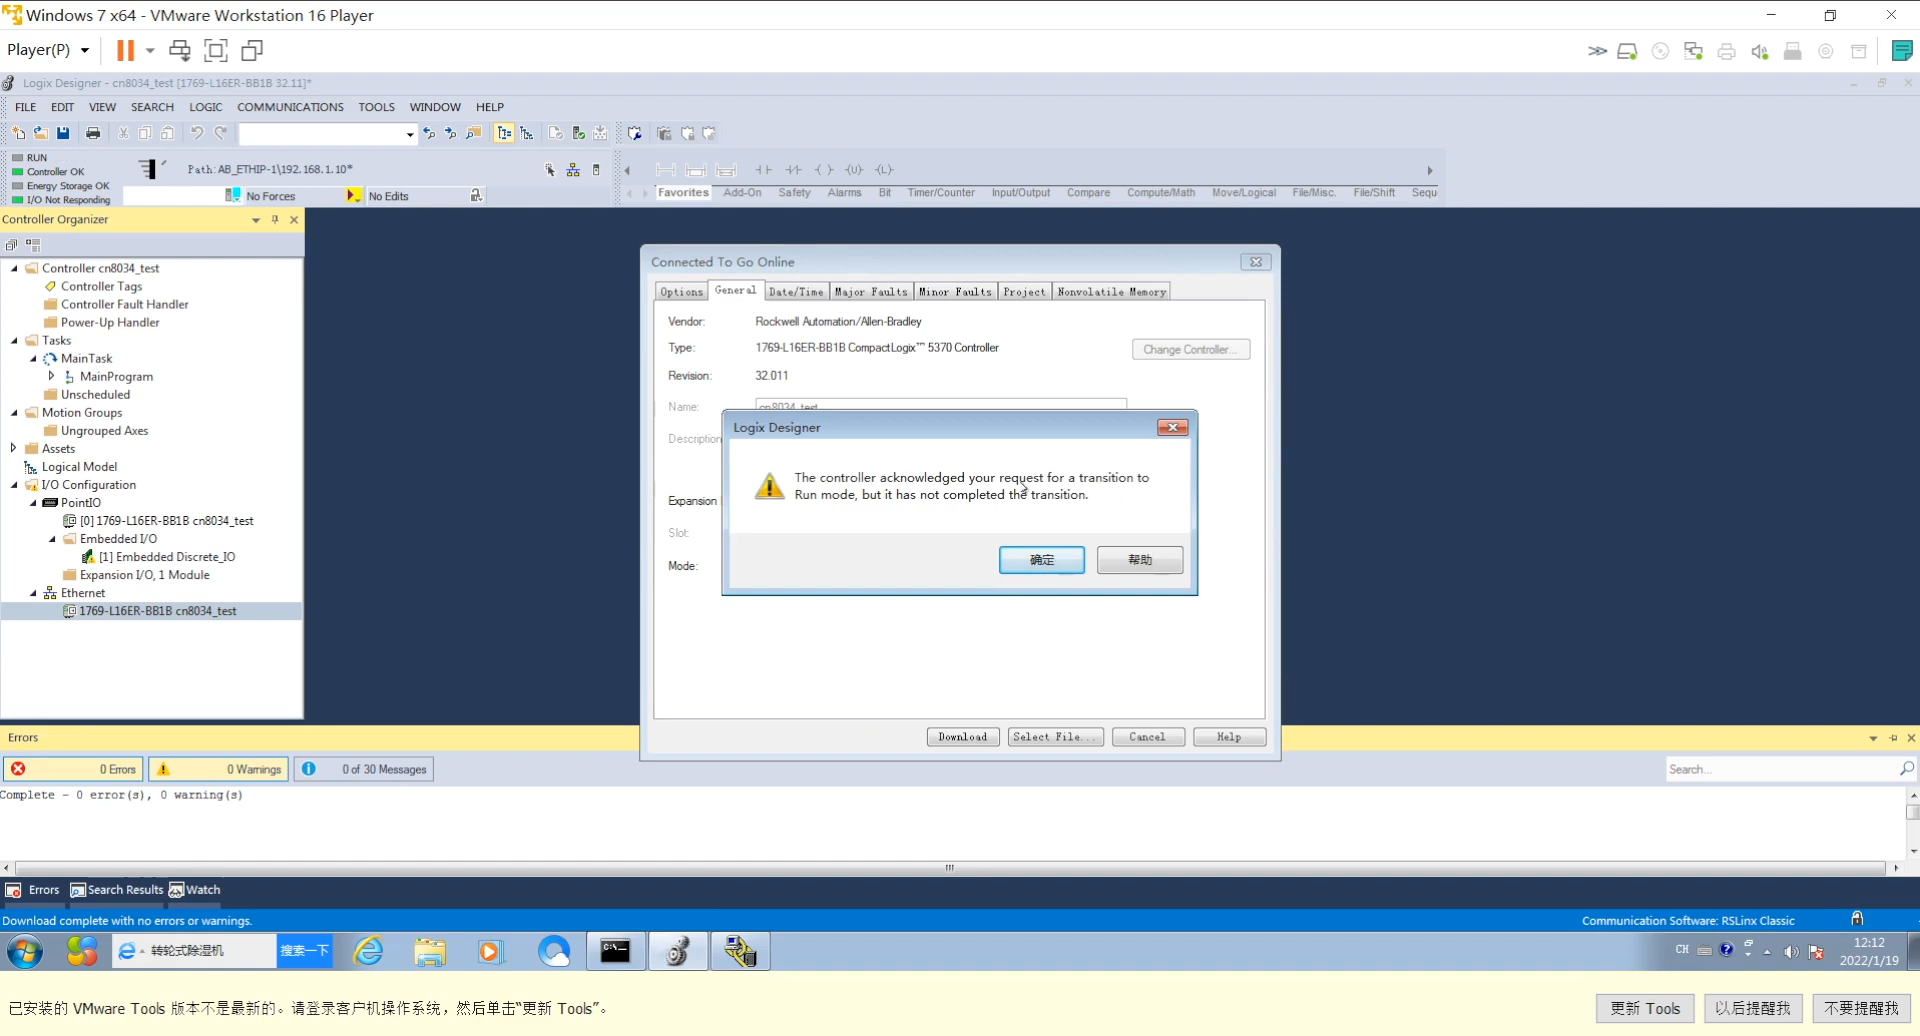 Windows 7 x64 - VMware Workstation 16 Player
Player(P)
Logix Designer - cn8034_test [1769-L16ER-BB1B 32.11]*
FILE EDIT VIEW SEARCH LOGIC COMMUNICATIONS TOOLS WINDOW HELP
RUN
Controller OK
Energy Storage OK
I/O Not Responding
Path: AB_ETHIP-1\192.168.1.10*
No Forces
No Edits
Favorites Add-On Safety Alarms Bit Timer/Counter Input/Output Compare Compute/Math Move/Logical File/Misc. File/Shift Sequ
Controller Organizer
Controller cn8034_test
Controller Tags
Controller Fault Handler
Power-Up Handler
Tasks
MainTask
MainProgram
Unscheduled
Motion Groups
Ungrouped Axes
Assets
Logical Model
I/O Configuration
PointIO
[0] 1769-L16ER-BB1B cn8034_test
Embedded I/O
[1] Embedded Discrete_IO
Expansion I/O, 1 Module
Ethernet
1769-L16ER-BB1B cn8034_test
Connected To Go Online
Options General Date/Time Major Faults Minor Faults Project Nonvolatile Memory
Vendor: Rockwell Automation/Allen-Bradley
Type: 1769-L16ER-BB1B CompactLogix™ 5370 Controller
Change Controller...
Revision: 32.011
Name: cn8034_test
Description
Expansion
Slot:
Mode:
Logix Designer
The controller acknowledged your request for a transition to
Run mode, but it has not completed the transition.
确定
帮助
Download Select File... Cancel Help
Errors
0 Errors
0 Warnings
0 of 30 Messages
Search...
Complete - 0 error(s), 0 warning(s)
Errors Search Results Watch
Download complete with no errors or warnings.
Communication Software: RSLinx Classic
转轮式除湿机
搜索一下
C:\
CH
12:12
2022/1/19
已安装的 VMware Tools 版本不是最新的。请登录客户机操作系统，然后单击“更新 Tools”。
更新 Tools
以后提醒我
不要提醒我